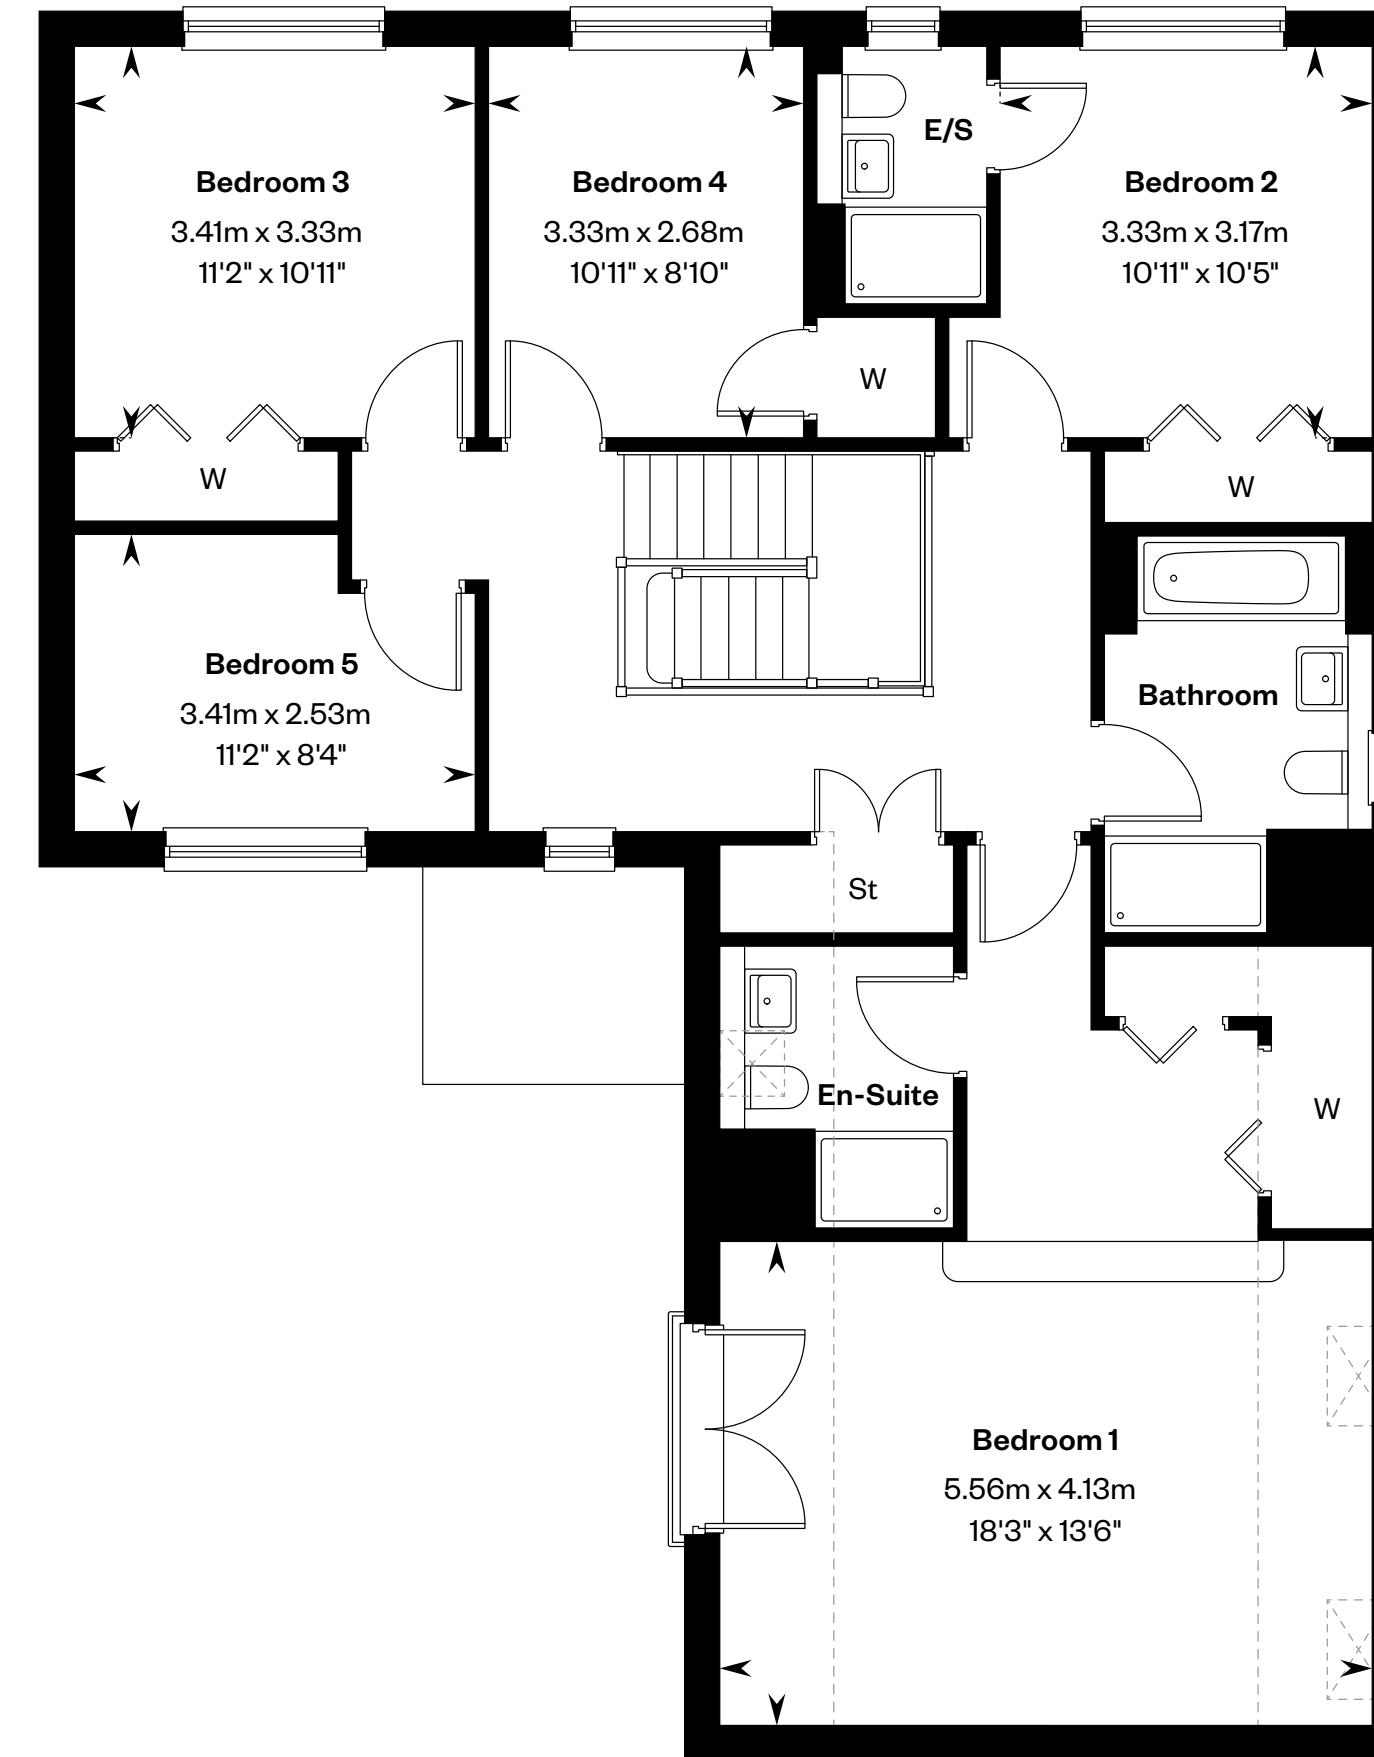 E/S
Bedroom 3
3.41m x 3.33m
11'2" x 10'11"
Bedroom 4
3.33m x 2.68m
10'11" x 8'10"
Bedroom 2
3.33m x 3.17m
10'11" x 10'5"
W
W
W
Bedroom 5
3.41m x 2.53m
11'2" x 8'4"
Bathroom
St
En-Suite
W
Bedroom 1
5.56m x 4.13m
18'3" x 13'6"